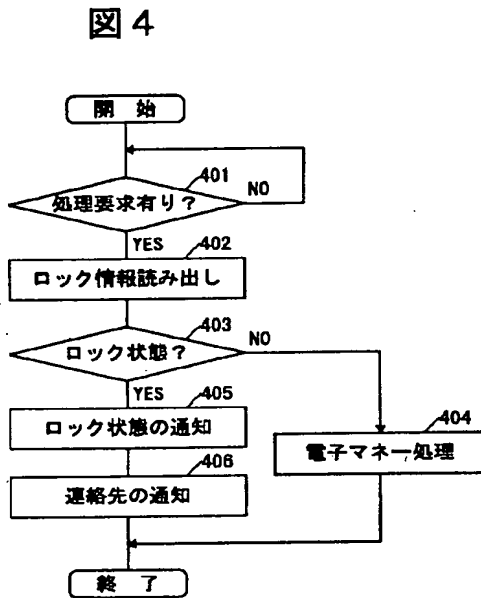 図4
開 始
401
処理要求有り？
NO
YES
402
ロック情報読み出し
403
ロック状態？
NO
YES
405
ロック状態の通知
404
電子マネー処理
406
連絡先の通知
終 了